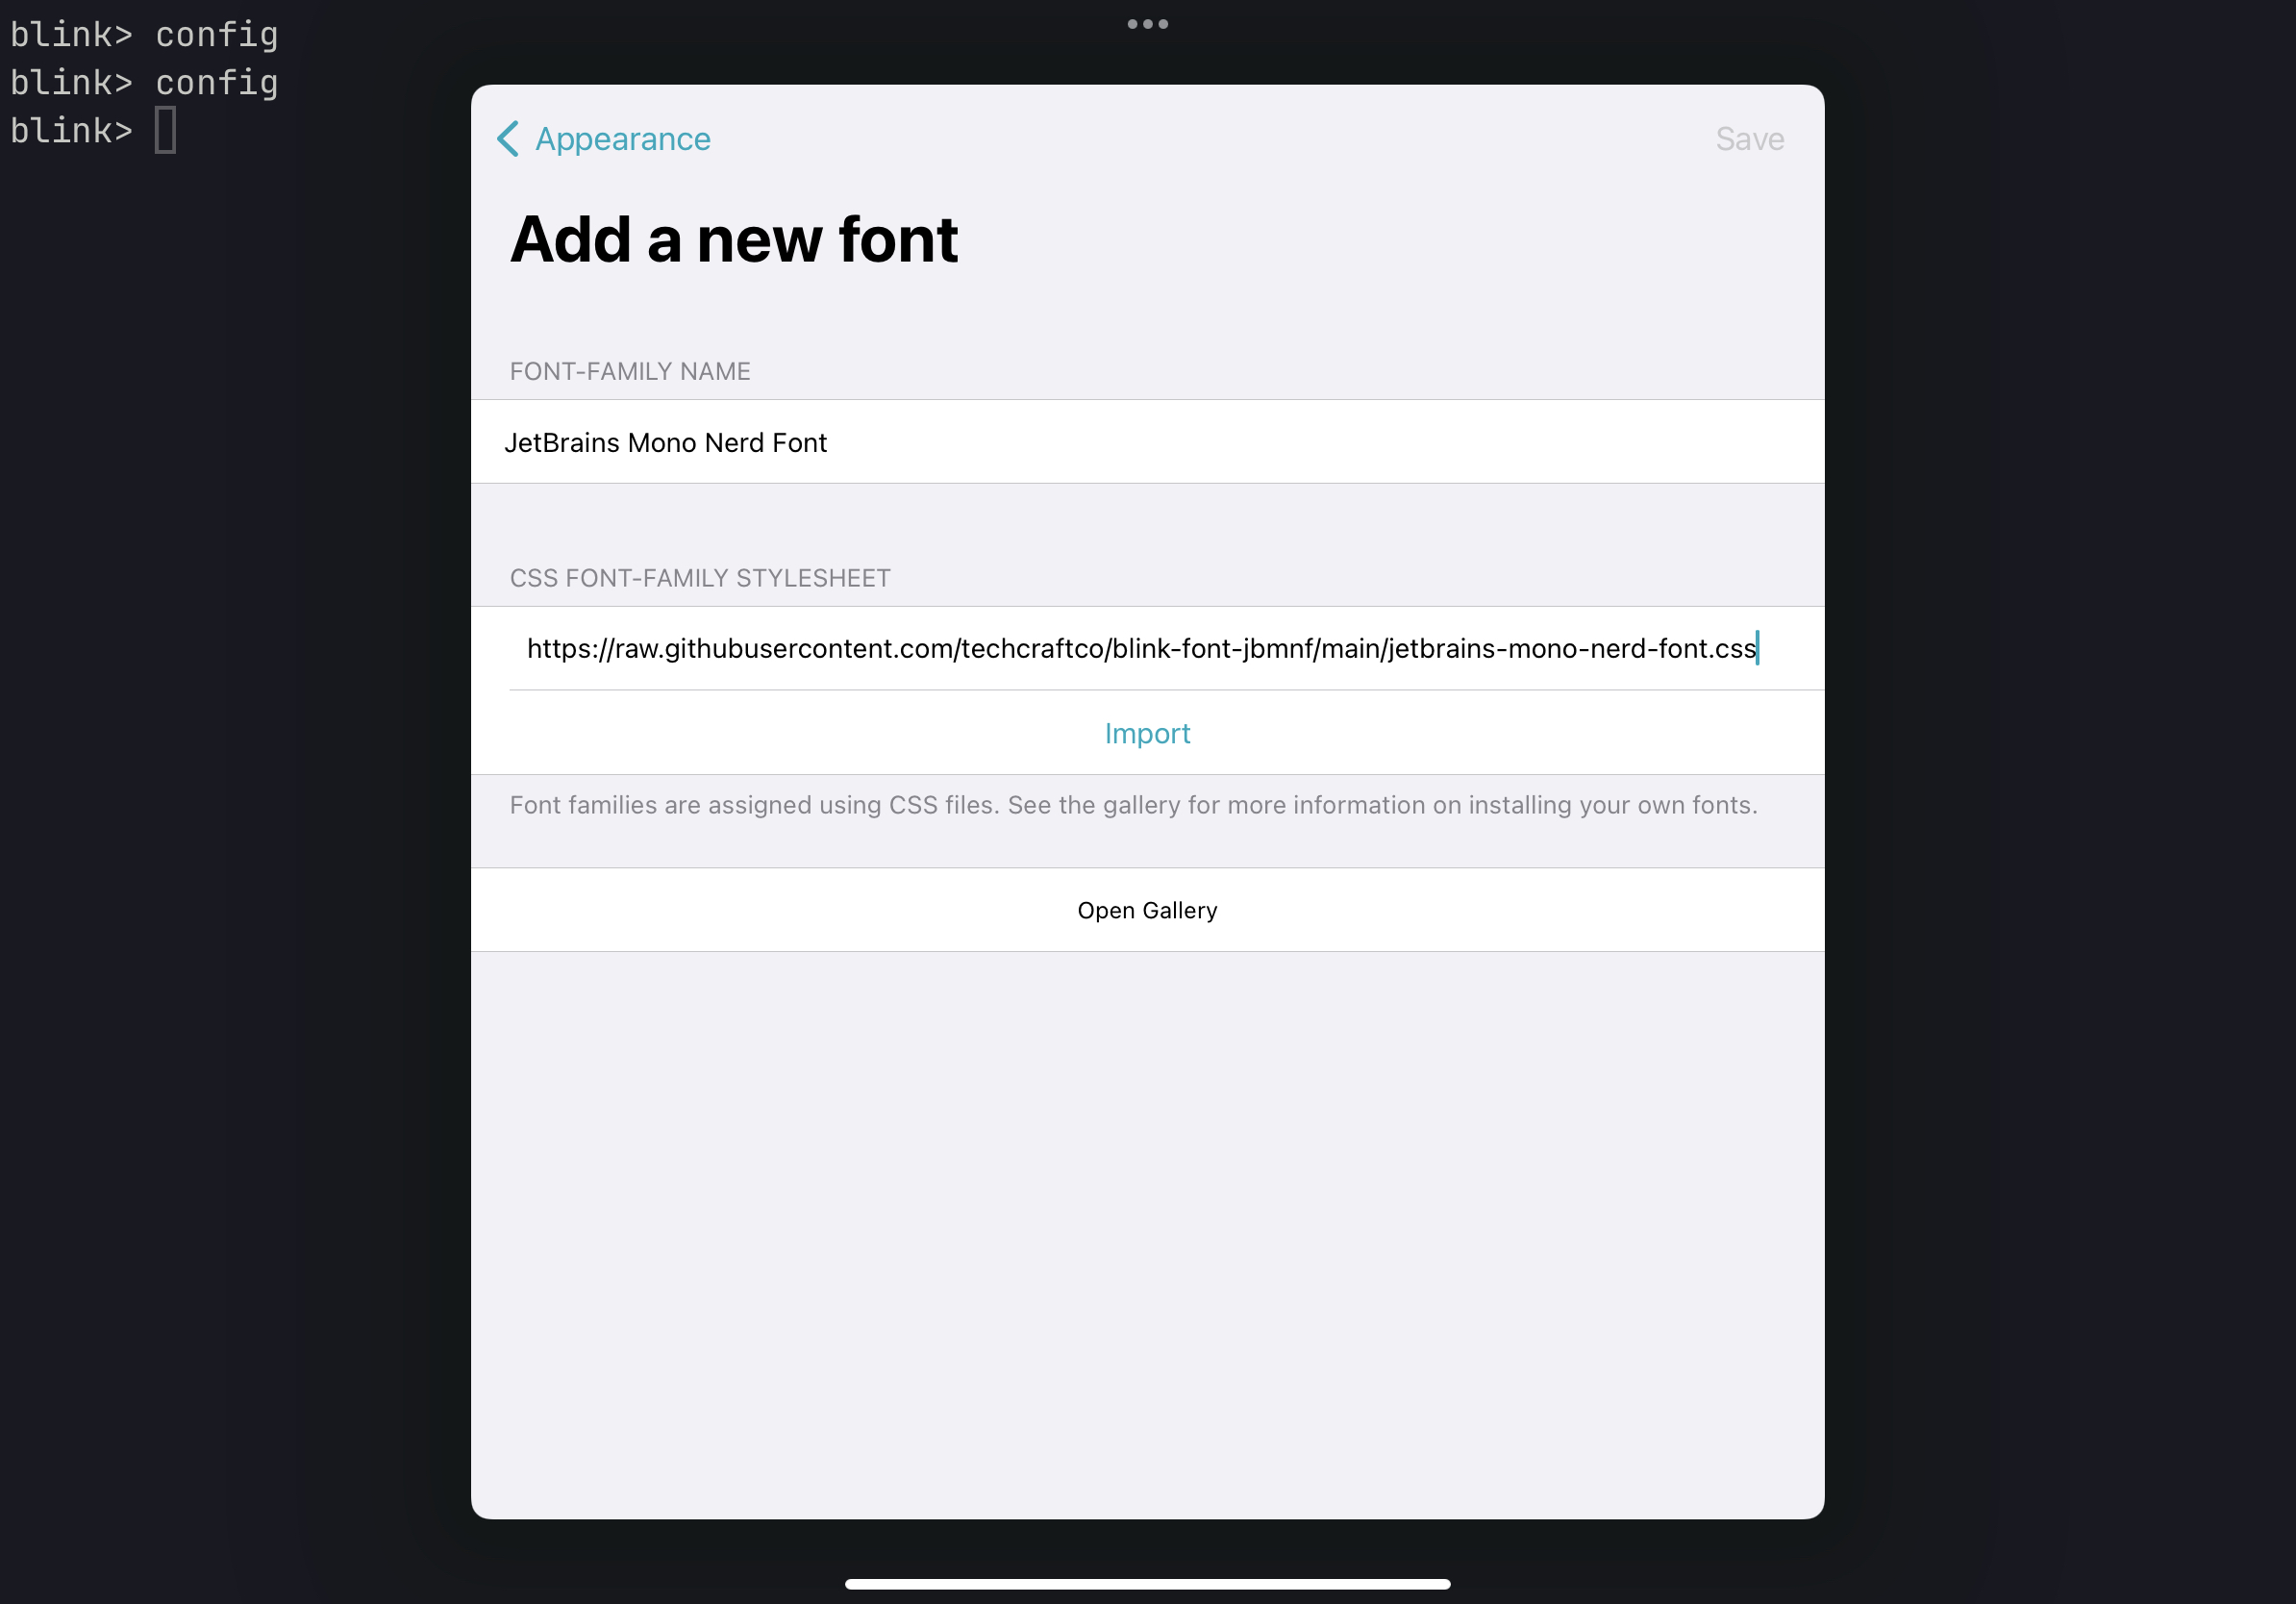 blink> config
blink> config
blink>
Appearance
Save
Add a new font
FONT-FAMILY NAME
JetBrains Mono Nerd Font
CSS FONT-FAMILY STYLESHEET
https://raw.githubusercontent.com/techcraftco/blink-font-jbmnf/main/jetbrains-mono-nerd-font.css
Import
Font families are assigned using CSS files. See the gallery for more information on installing your own fonts.
Open Gallery